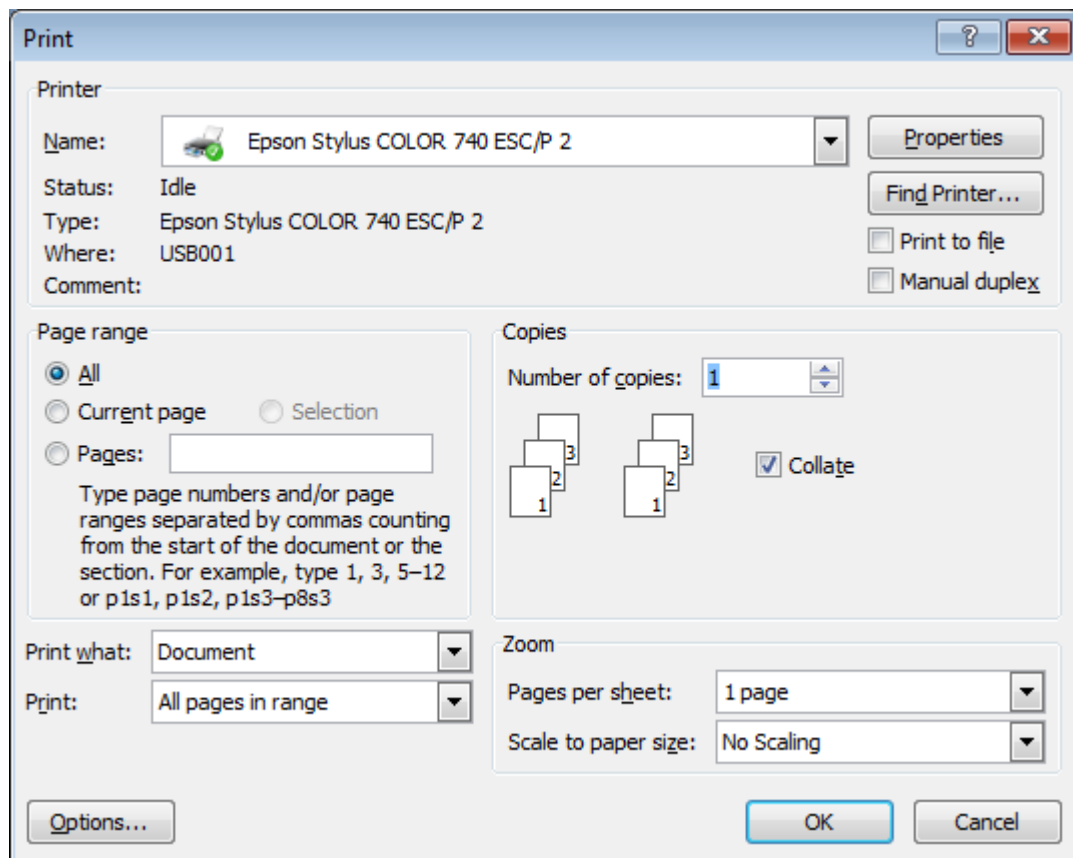 Print
Printer
Name: Epson Stylus COLOR 740 ESC/P 2
Properties
Status: Idle
Find Printer...
Type: Epson Stylus COLOR 740 ESC/P 2
Where: USB001
Print to file
Comment:
Manual duplex
Page range
All
Current page Selection
Pages:
Type page numbers and/or page
ranges separated by commas counting
from the start of the document or the
section. For example, type 1, 3, 5–12
or p1s1, p1s2, p1s3–p8s3
Copies
Number of copies: 1
3 3
2 2
1 1
Collate
Print what: Document
Print: All pages in range
Zoom
Pages per sheet: 1 page
Scale to paper size: No Scaling
Options...
OK
Cancel